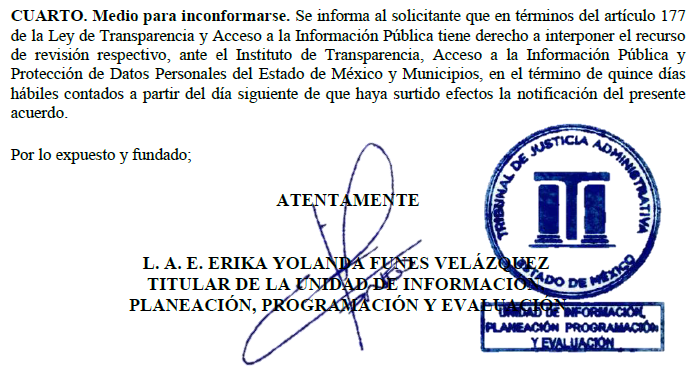 CUARTO. Medio para inconformarse. Se informa al solicitante que en términos del artículo 177
de la Ley de Transparencia y Acceso a la Información Pública tiene derecho a interponer el recurso
de revisión respectivo, ante el Instituto de Transparencia, Acceso a la Información Pública y
Protección de Datos Personales del Estado de México y Municipios, en el término de quince días
hábiles contados a partir del día siguiente de que haya surtido efectos la notificación del presente
acuerdo.
Por lo expuesto y fundado;
ATENTAMENTE
L. A. E. ERIKA YOLANDA FUNES VELÁZQUEZ
TITULAR DE LA UNIDAD DE INFORMACIÓN,
PLANEACIÓN, PROGRAMACIÓN Y EVALUACIÓN
TRIBUNAL DE JUSTICIA ADMINISTRATIVA
ESTADO DE MÉXICO
UNIDAD DE INFORMACIÓN,
PLANEACIÓN PROGRAMACIÓN
Y EVALUACIÓN